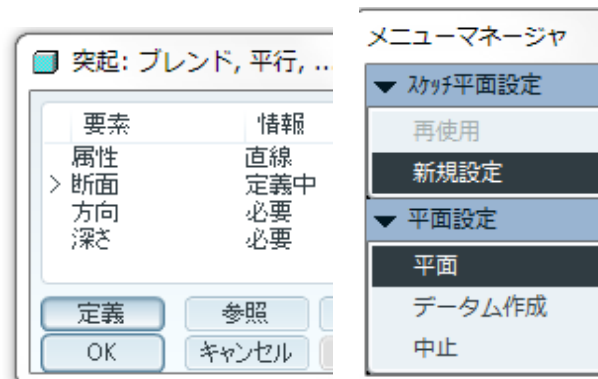 突起: ブレンド, 平行, ...
要素 情報
属性 直線
> 断面 定義中
方向 必要
深さ 必要
定義 参照
OK キャンセル
メニューマネージャ
▼ スケッチ平面設定
再使用
新規設定
▼ 平面設定
平面
データム作成
中止